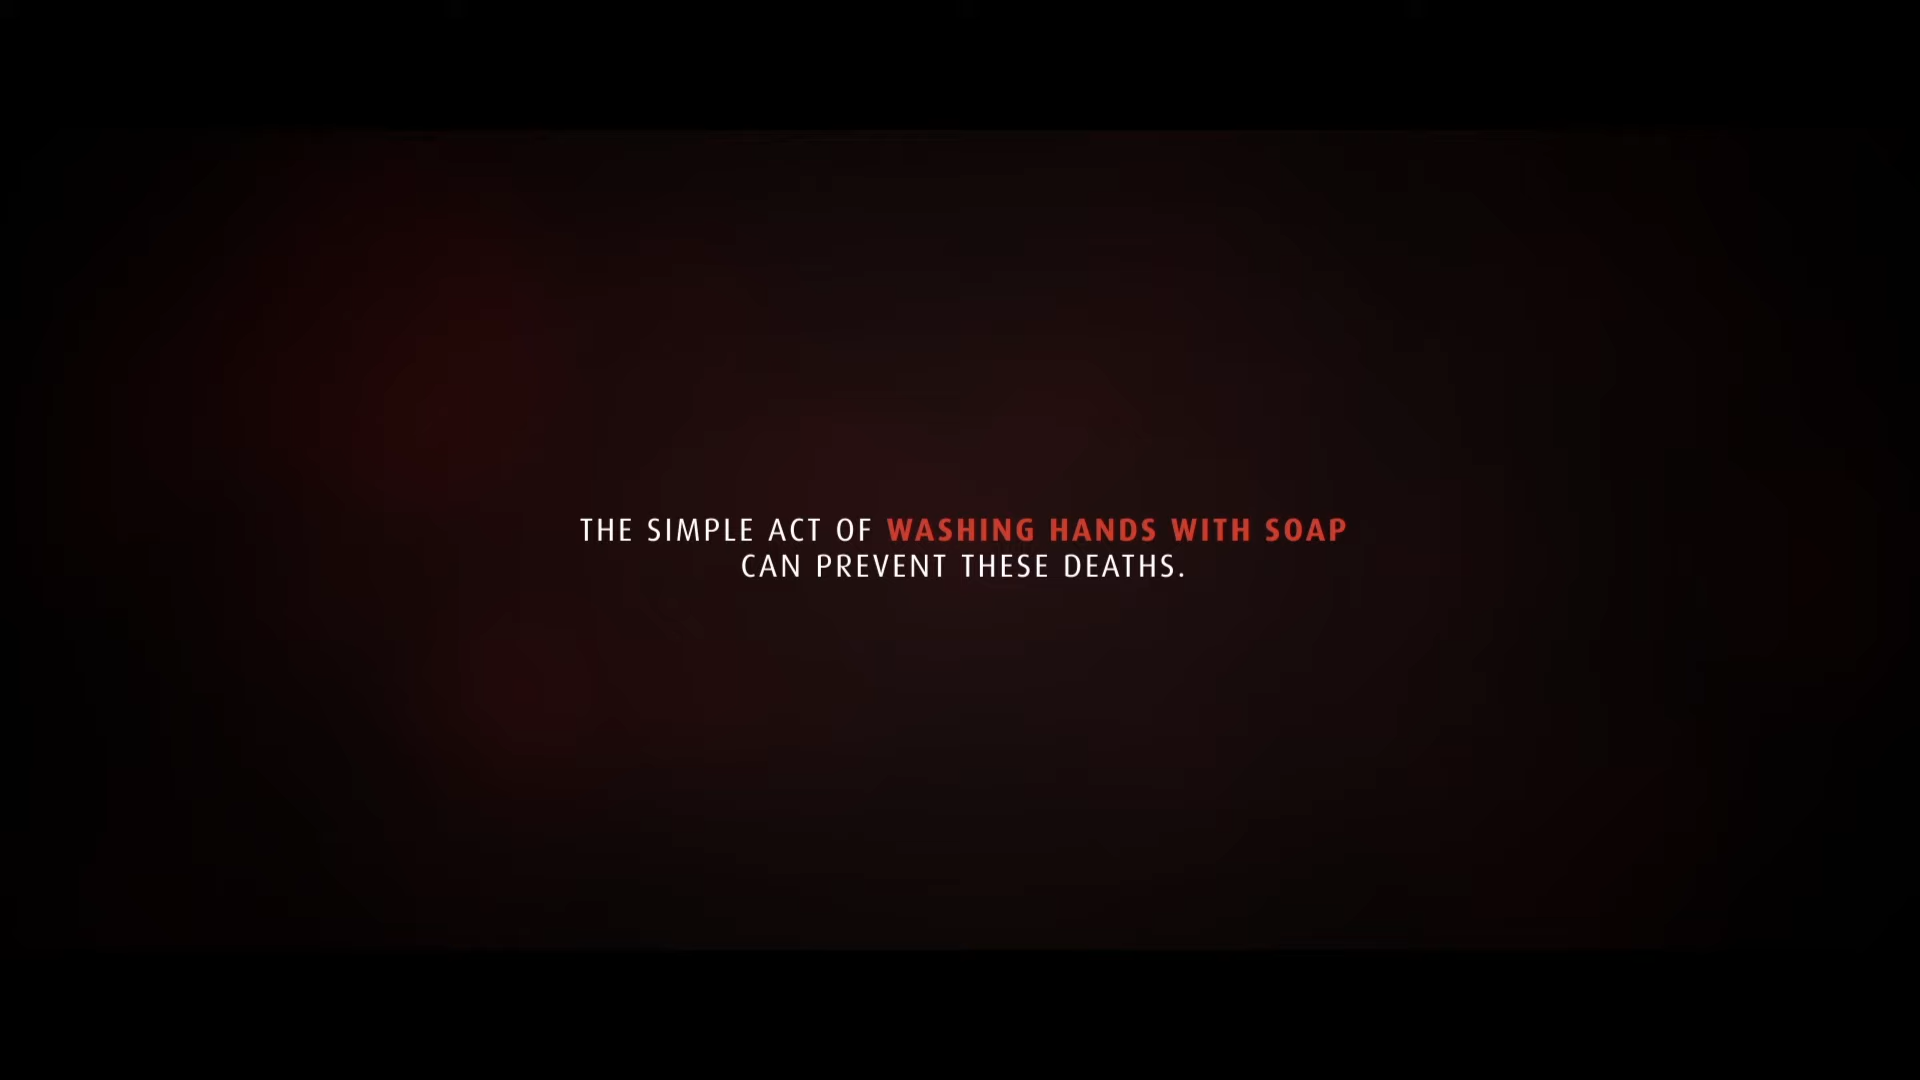 THE SIMPLE ACT OF WASHING HANDS WITH SOAP
CAN PREVENT THESE DEATHS.